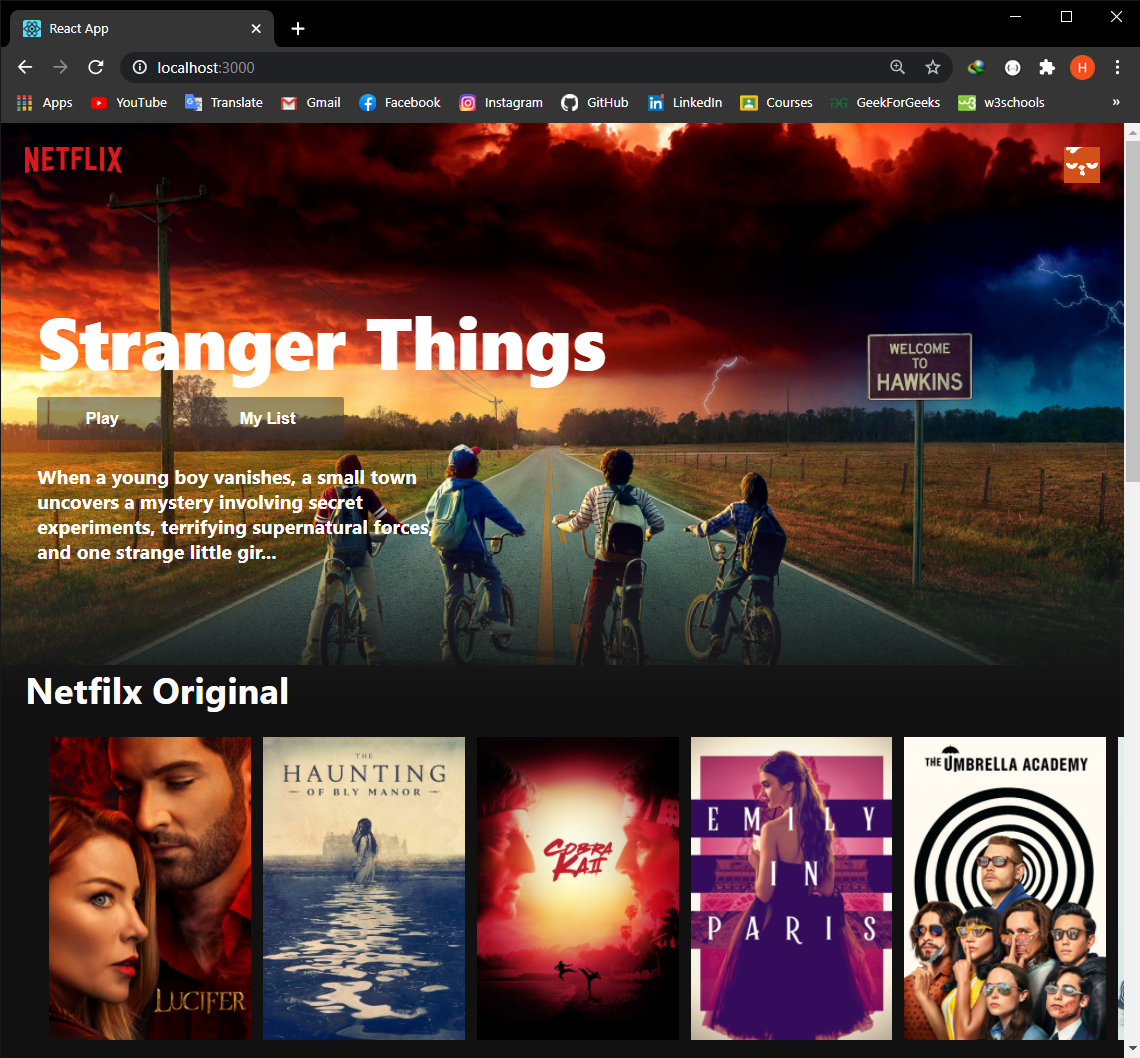 React App
localhost:3000
H
Apps YouTube Translate Gmail Facebook Instagram GitHub LinkedIn Courses GeekForGeeks w3schools »
NETFLIX
Stranger Things
WELCOME
TO
HAWKINS
Play My List
When a young boy vanishes, a small town
uncovers a mystery involving secret
experiments, terrifying supernatural forces,
and one strange little gir...
Netfilx Original
LUCIFER
THE
HAUNTING
OF BLY MANOR
COBRA
KAI
EMILY
IN
PARIS
THE UMBRELLA ACADEMY